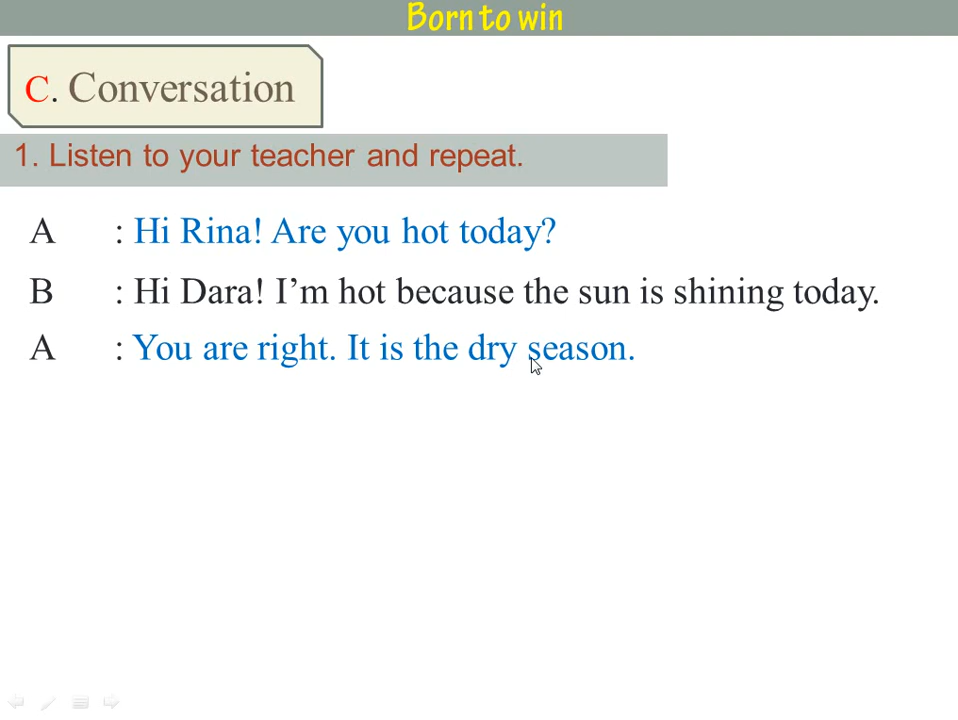 Born to win
C. Conversation
1. Listen to your teacher and repeat.
A : Hi Rina! Are you hot today?
B : Hi Dara! I’m hot because the sun is shining today.
A : You are right. It is the dry season.